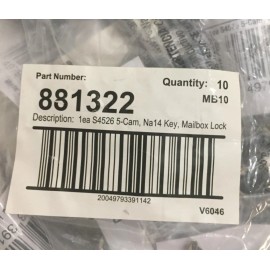 Part Number:
Quantity: 10
881322
MB10
Description: 1ea S4526 5-Cam, Na14 Key, Mailbox Lock
20049793391142
V6046